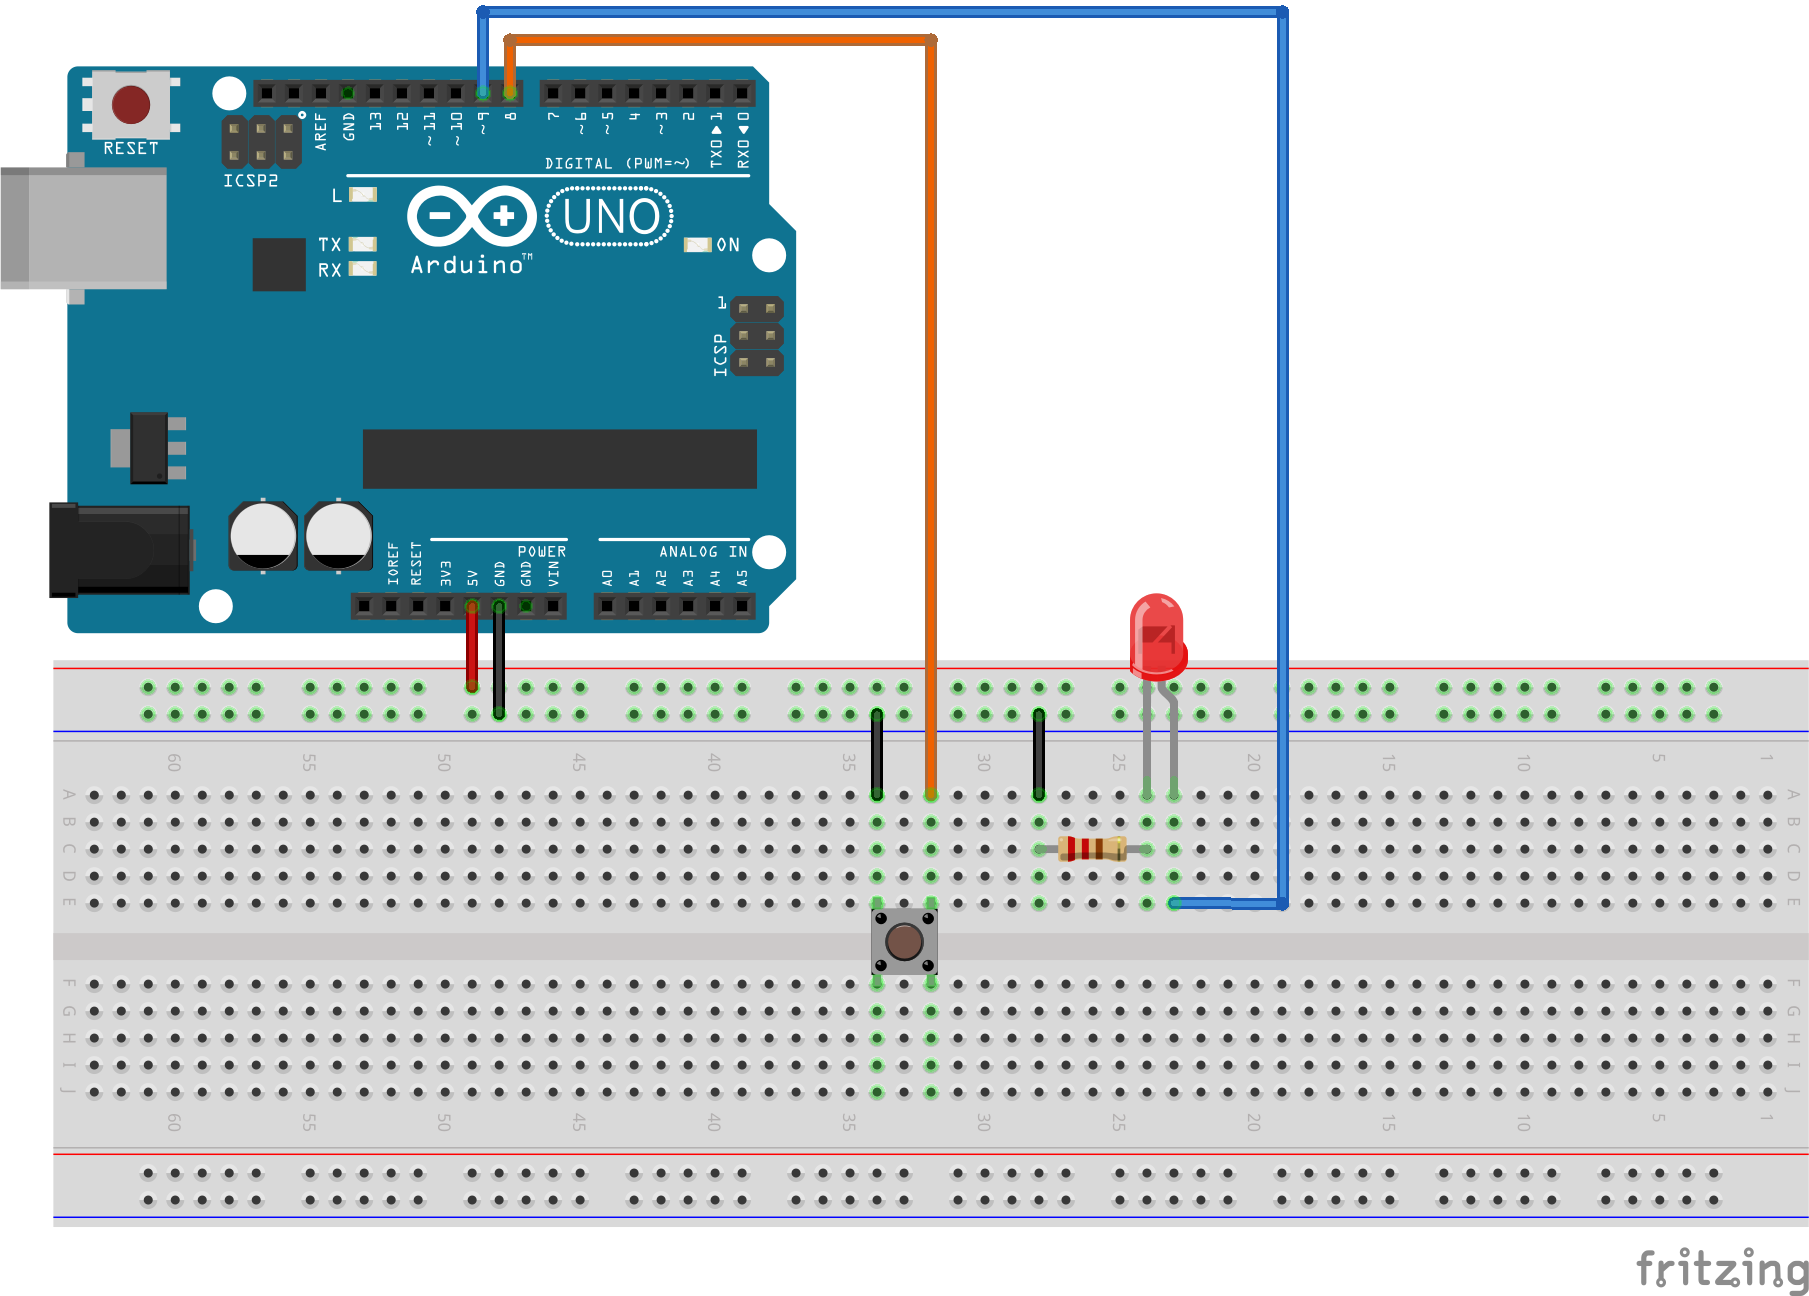 RESET
ICSP2
AREF
GND
13
12
~11
~10
~9
8
7
~6
~5
4
~3
2
TX0▶1
RX0◀0
DIGITAL (PWM=~)
L
TX
RX
UNO
Arduino™
ON
1
ICSP
POWER
ANALOG IN
IOREF
RESET
3V3
5V
GND
GND
VIN
A0
A1
A2
A3
A4
A5
60 55 50 45 40 35 30 25 20 15 10 5 1
A A
B B
C C
D D
E E
F F
G G
H H
I I
J J
60 55 50 45 40 35 30 25 20 15 10 5 1
fritzing